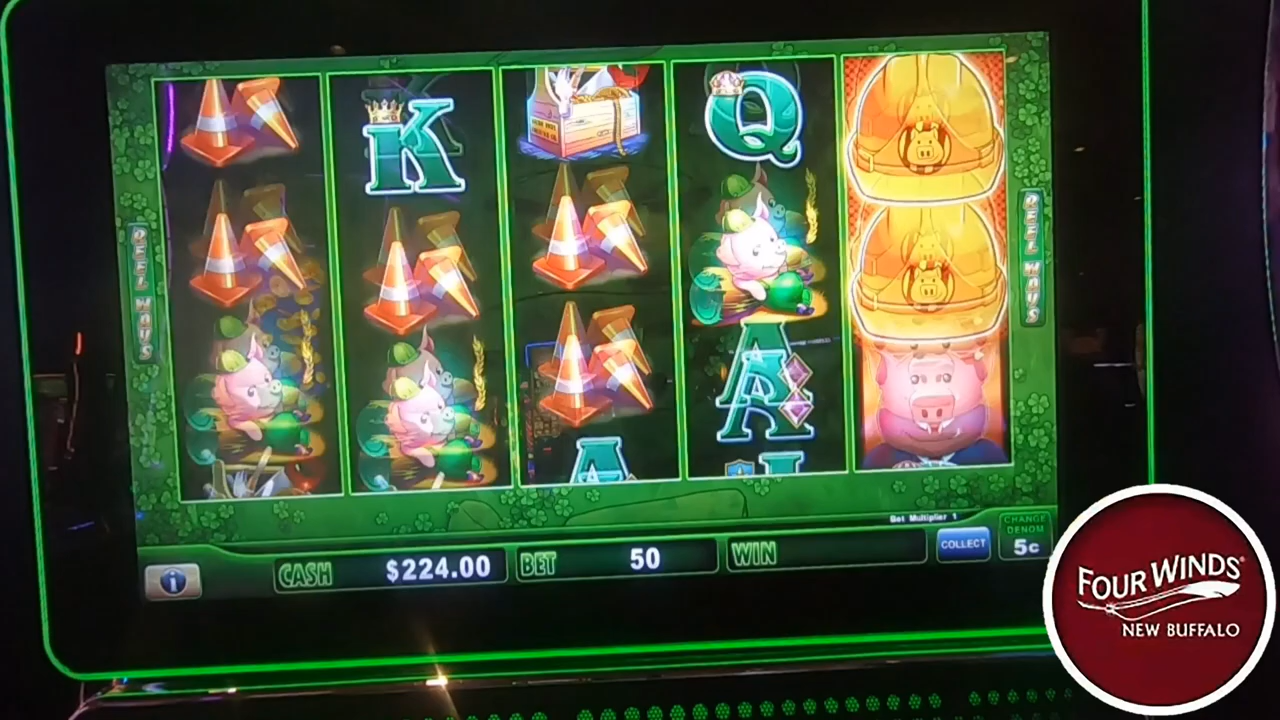 K
Q
REEL WAYS
REEL WAYS
A
A
Bet Multiplier 1
CASH $224.00 BET 50 WIN
COLLECT
CHANGE
DENOM
5¢
FOUR WINDS®
NEW BUFFALO